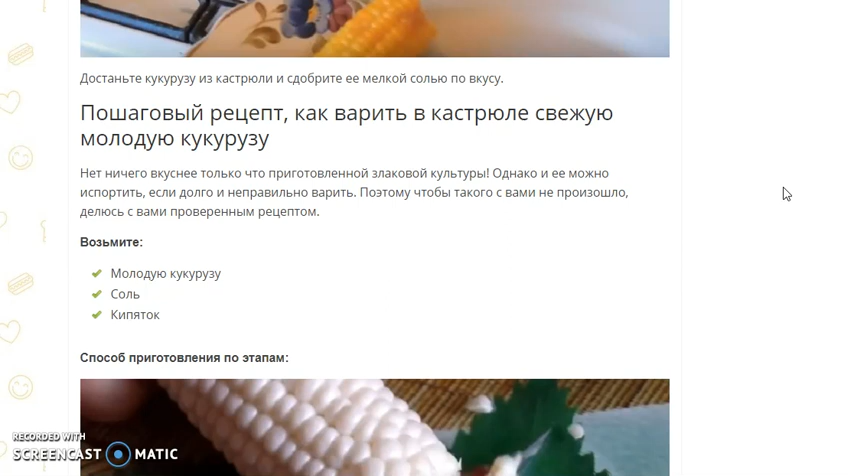 Достаньте кукурузу из кастрюли и сдобрите ее мелкой солью по вкусу.
Пошаговый рецепт, как варить в кастрюле свежую
молодую кукурузу
Нет ничего вкуснее только что приготовленной злаковой культуры! Однако и ее можно
испортить, если долго и неправильно варить. Поэтому чтобы такого с вами не произошло,
делюсь с вами проверенным рецептом.
Возьмите:
Молодую кукурузу
Соль
Кипяток
Способ приготовления по этапам:
RECORDED WITH
SCREENCAST MATIC